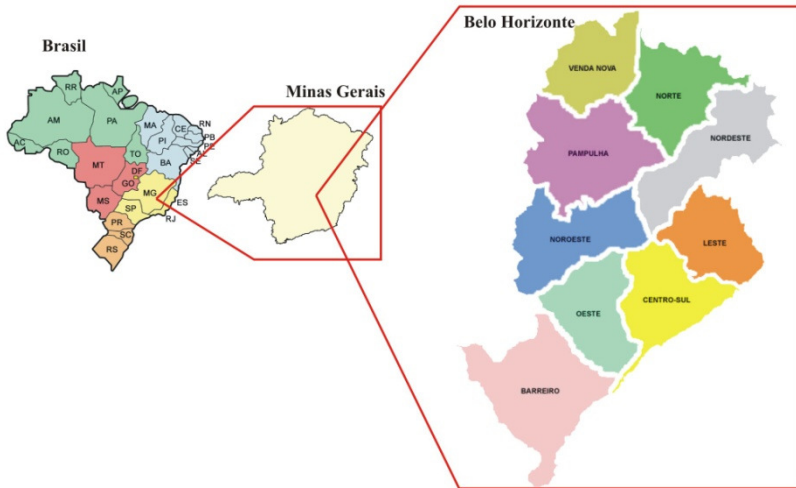 Brasil
RR
AP
AM
PA
MA
CE
RN
PB
PE
AL
SE
PI
AC
RO
TO
BA
MT
DF
GO
MG
ES
MS
SP
RJ
PR
SC
RS
Minas Gerais
Belo Horizonte
VENDA NOVA
NORTE
NORDESTE
PAMPULHA
NOROESTE
LESTE
CENTRO-SUL
OESTE
BARREIRO